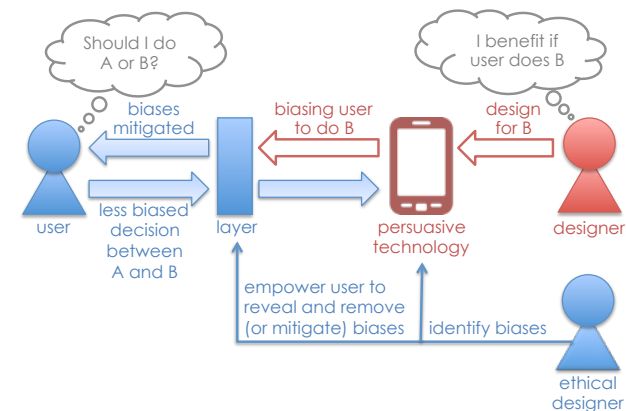 Should I do
A or B?
I benefit if
user does B
biases
mitigated
biasing user
to do B
design
for B
user
less biased
decision
between
A and B
layer
persuasive
technology
designer
empower user to
reveal and remove
(or mitigate) biases
identify biases
ethical
designer